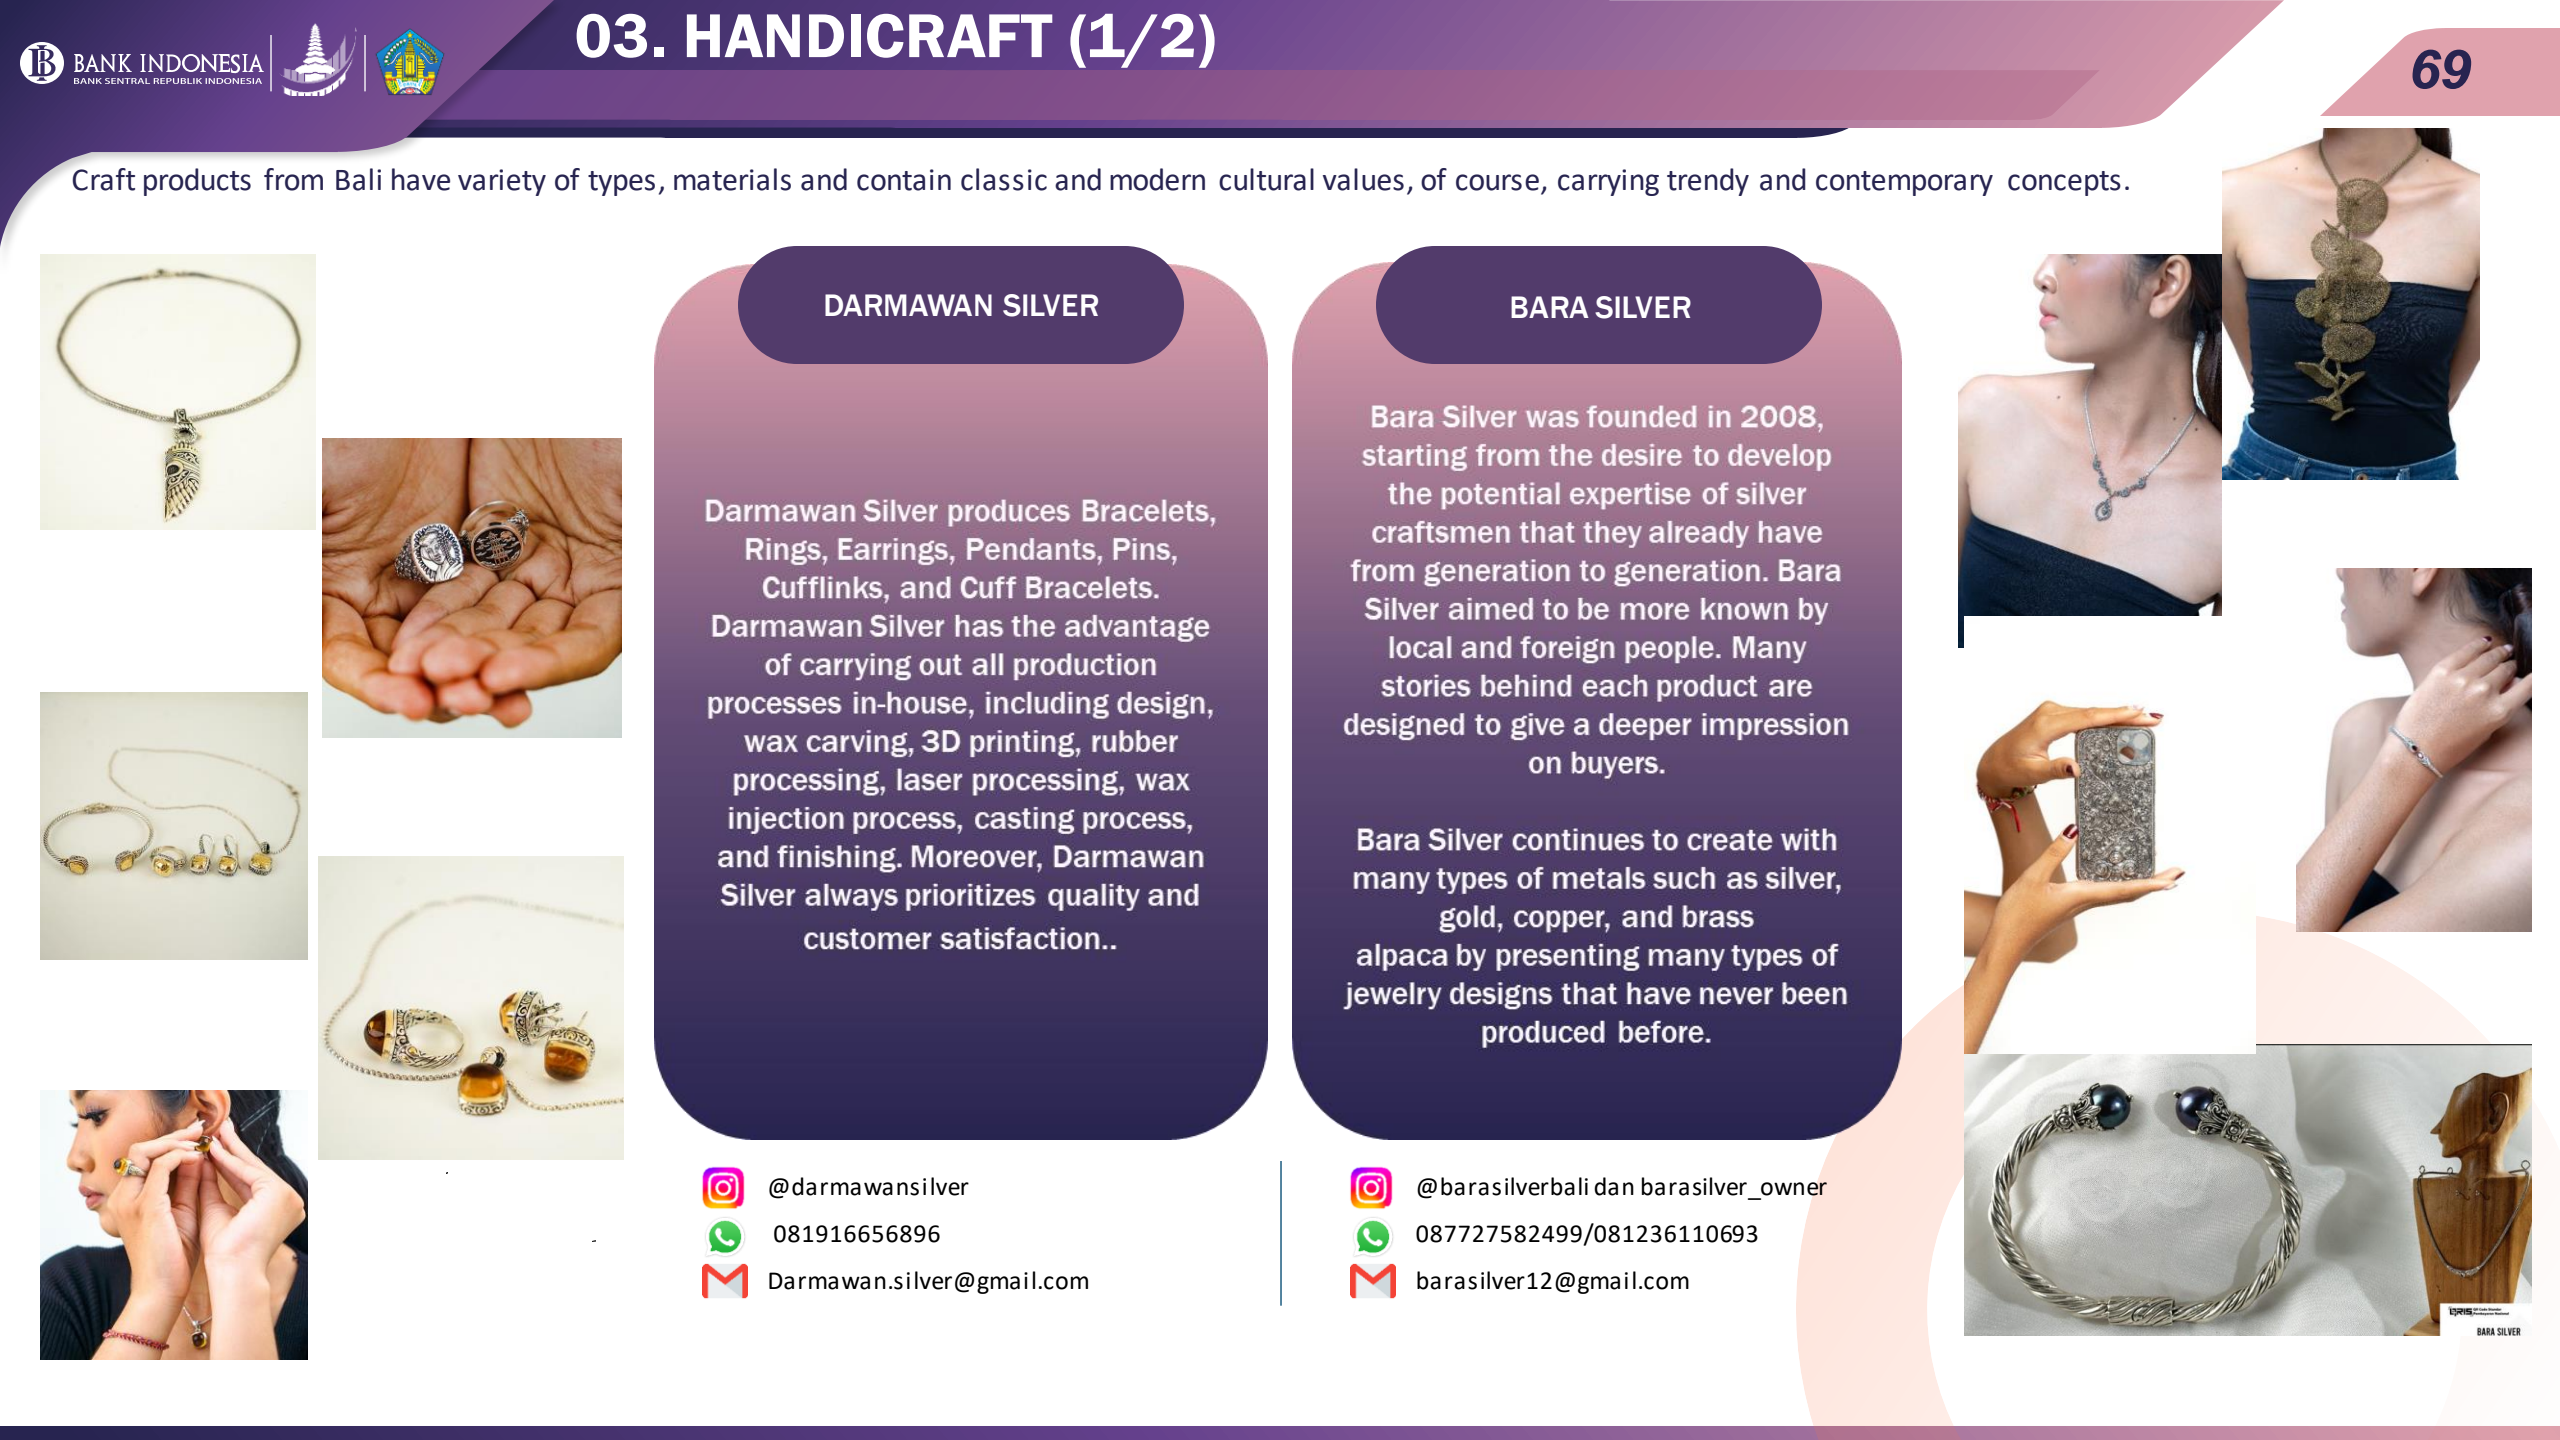 03. HANDICRAFT (1/2)
BANK INDONESIA
BANK SENTRAL REPUBLIK INDONESIA
69
Craft products from Bali have variety of types, materials and contain classic and modern cultural values, of course, carrying trendy and contemporary concepts.
DARMAWAN SILVER
Darmawan Silver produces Bracelets,
Rings, Earrings, Pendants, Pins,
Cufflinks, and Cuff Bracelets.
Darmawan Silver has the advantage
of carrying out all production
processes in-house, including design,
wax carving, 3D printing, rubber
processing, laser processing, wax
injection process, casting process,
and finishing. Moreover, Darmawan
Silver always prioritizes quality and
customer satisfaction..
@darmawansilver
081916656896
Darmawan.silver@gmail.com
BARA SILVER
Bara Silver was founded in 2008,
starting from the desire to develop
the potential expertise of silver
craftsmen that they already have
from generation to generation. Bara
Silver aimed to be more known by
local and foreign people. Many
stories behind each product are
designed to give a deeper impression
on buyers.
Bara Silver continues to create with
many types of metals such as silver,
gold, copper, and brass
alpaca by presenting many types of
jewelry designs that have never been
produced before.
@barasilverbali dan barasilver_owner
087727582499/081236110693
barasilver12@gmail.com
QRIS
BARA SILVER